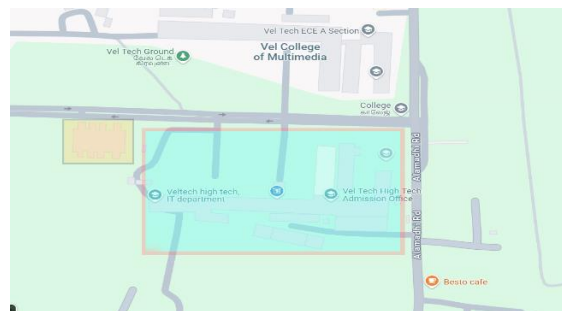 Vel Tech ECE A Section
Vel College
of Multimedia
Vel Tech Ground
College
Alamadhi Rd
Veltech high tech,
IT department
Vel Tech High Tech
Admission Office
Alamadhi Rd
Besto cafe